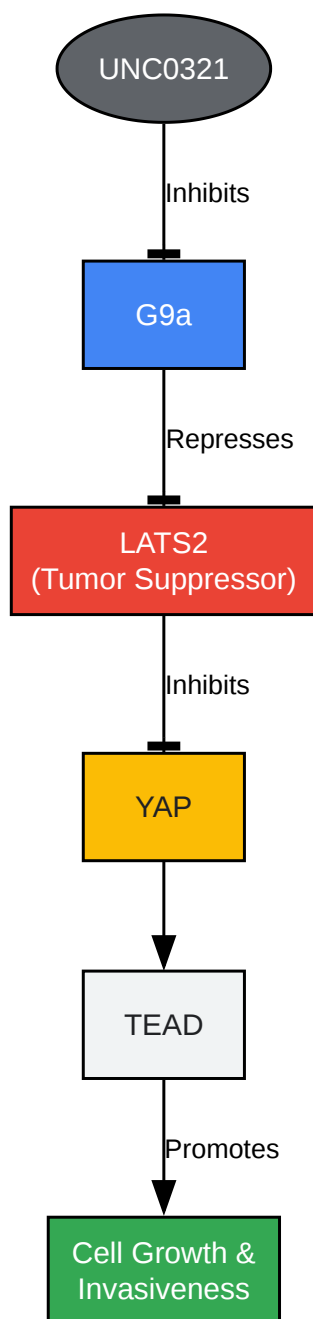 UNC0321
Inhibits
G9a
Represses
LATS2
(Tumor Suppressor)
Inhibits
YAP
TEAD
Promotes
Cell Growth &
Invasiveness